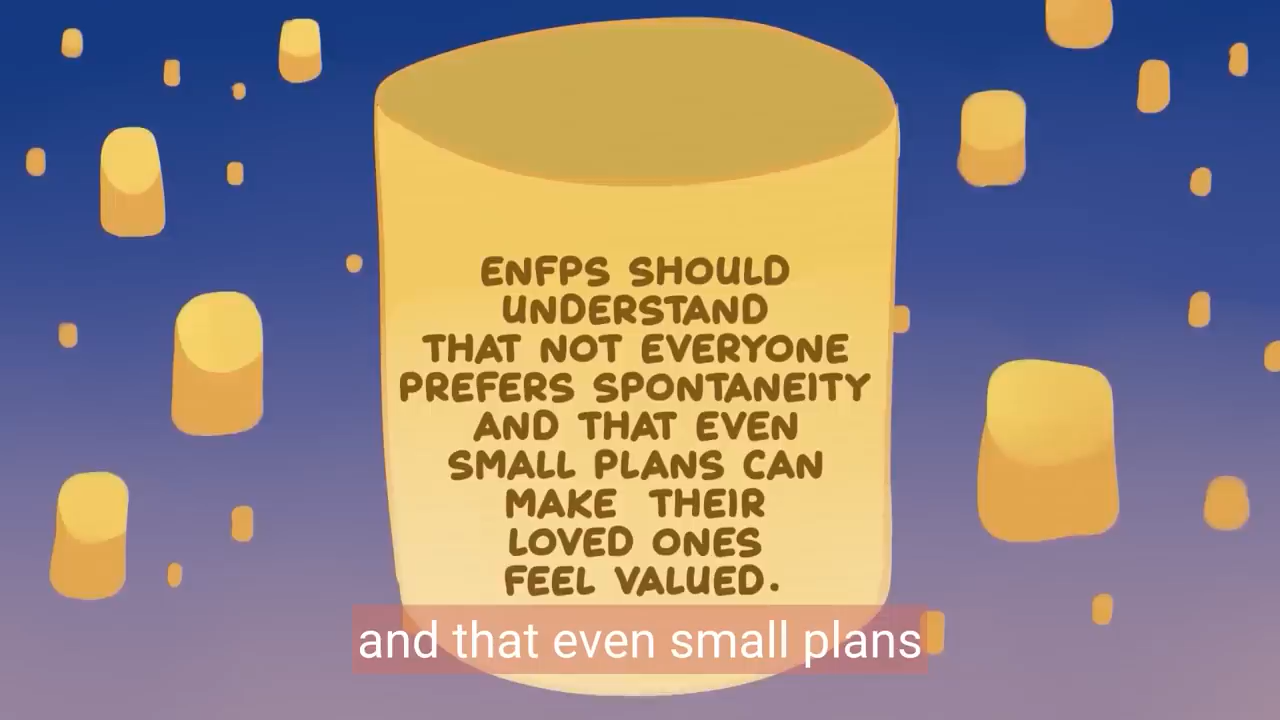 ENFPS SHOULD
UNDERSTAND
THAT NOT EVERYONE
PREFERS SPONTANEITY
AND THAT EVEN
SMALL PLANS CAN
MAKE THEIR
LOVED ONES
FEEL VALUED.
and that even small plans